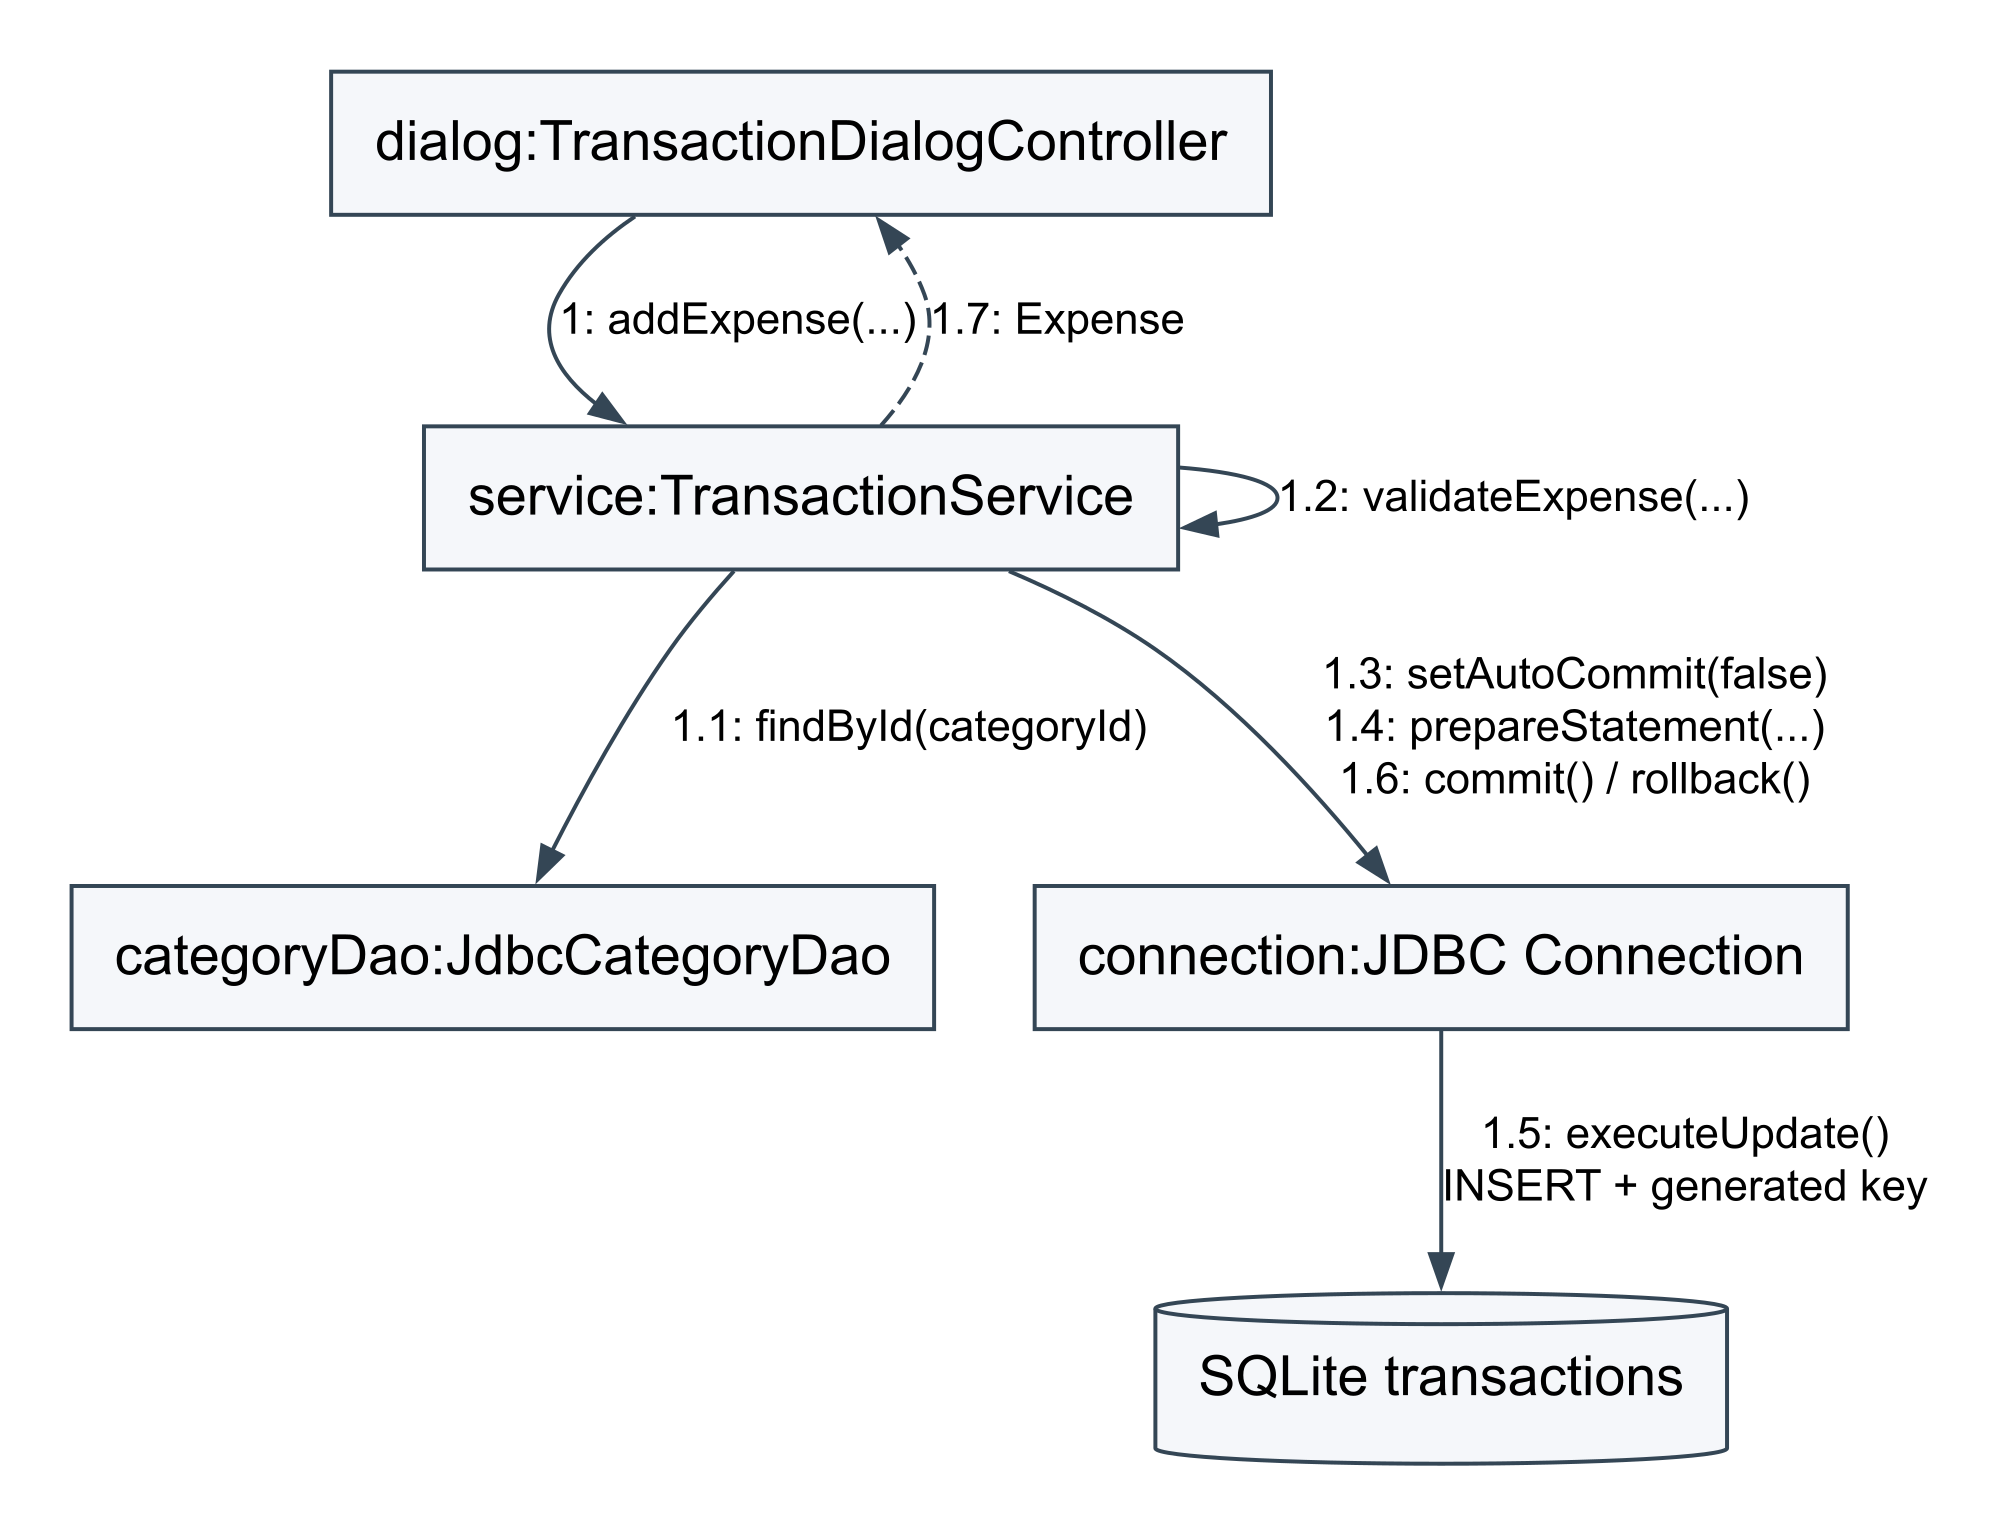 dialog:TransactionDialogController
1: addExpense(...)
1.7: Expense
service:TransactionService
1.2: validateExpense(...)
1.1: findById(categoryId)
1.3: setAutoCommit(false)
1.4: prepareStatement(...)
1.6: commit() / rollback()
categoryDao:JdbcCategoryDao
connection:JDBC Connection
1.5: executeUpdate()
INSERT + generated key
SQLite transactions